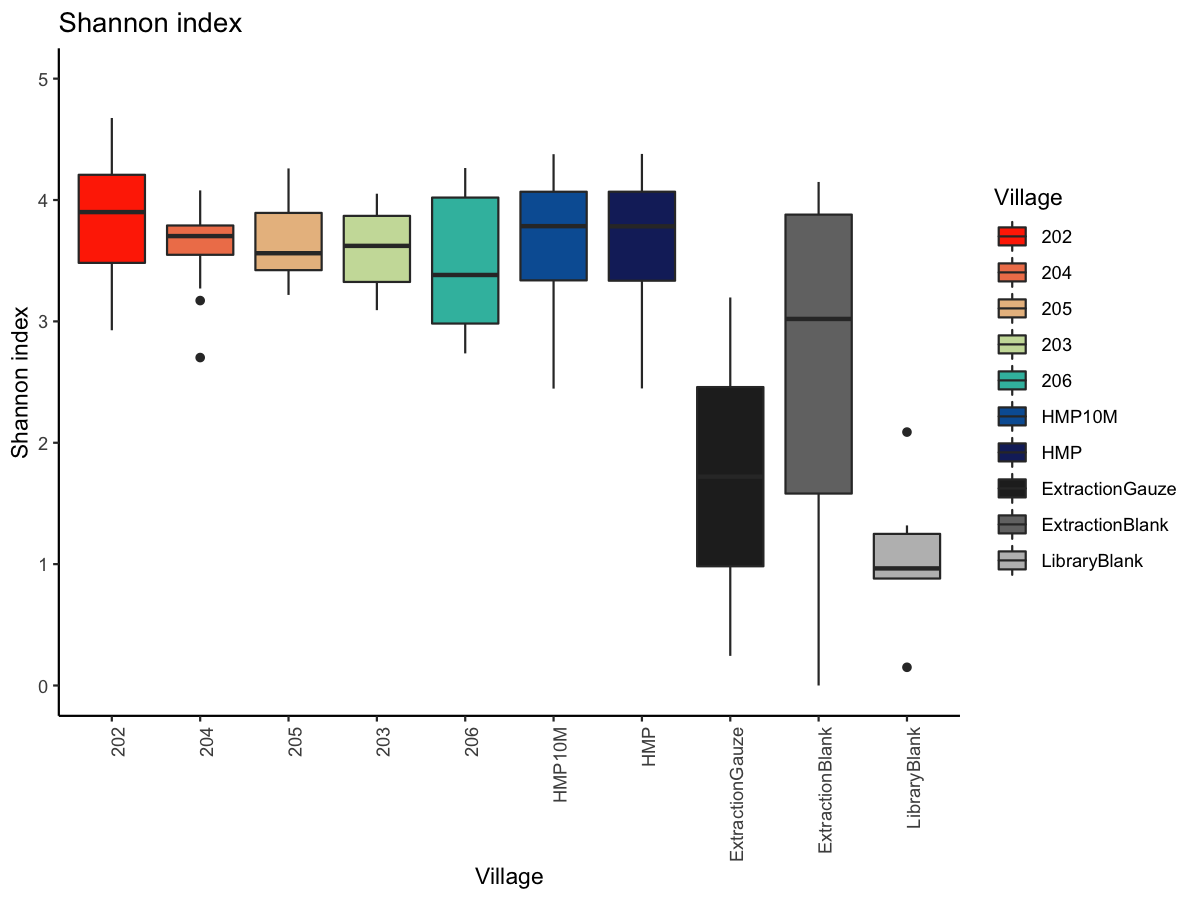 Shannon index
5
4
3
2
1
0
Shannon index
202
204
205
203
206
HMP10M
HMP
ExtractionGauze
ExtractionBlank
LibraryBlank
Village
Village
202
204
205
203
206
HMP10M
HMP
ExtractionGauze
ExtractionBlank
LibraryBlank